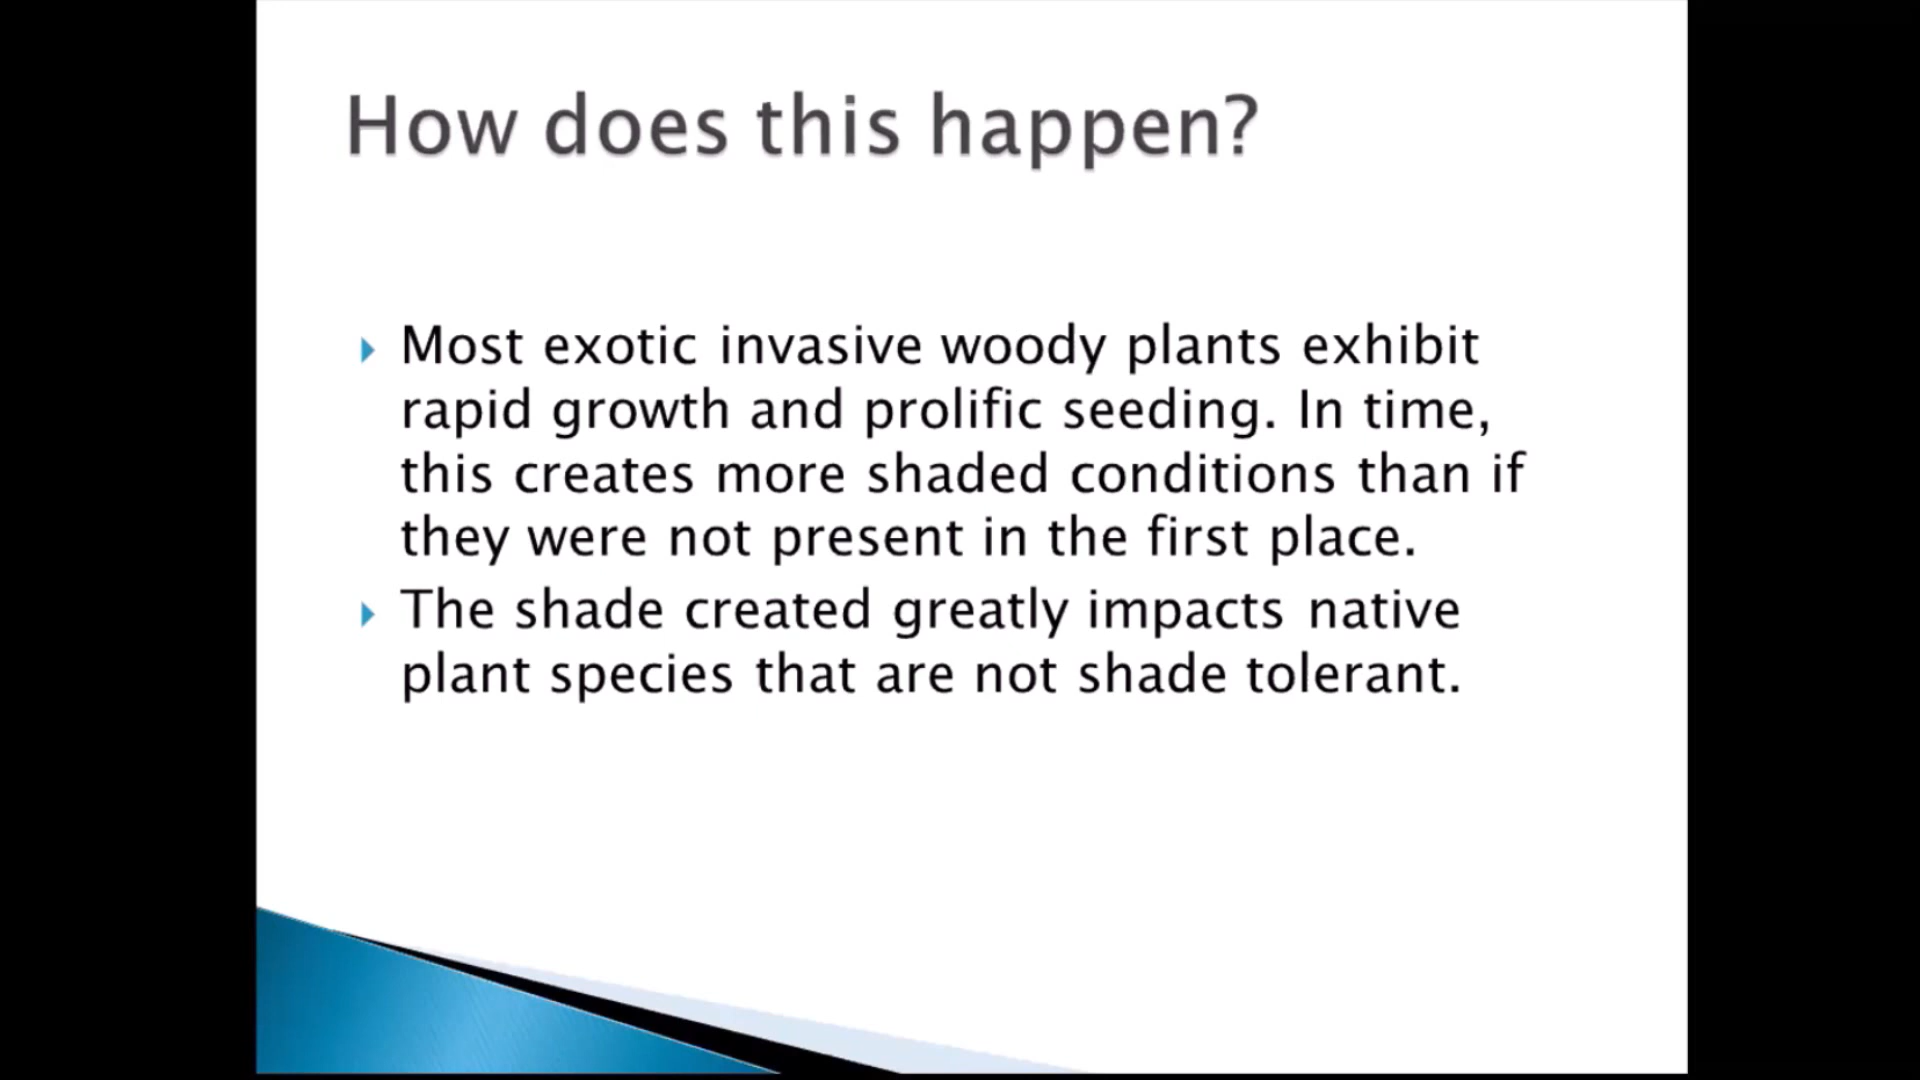 How does this happen?
Most exotic invasive woody plants exhibit
rapid growth and prolific seeding. In time,
this creates more shaded conditions than if
they were not present in the first place.
The shade created greatly impacts native
plant species that are not shade tolerant.